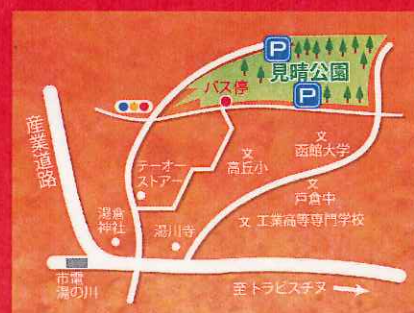 P
見晴公園
バス停
P
産業道路
文
高丘小
文
函館大学
テーオー
ストアー
文
戸倉中
湯倉
神社
湯川寺
文 工業高等専門学校
市電
湯の川
至トラピスチヌ →